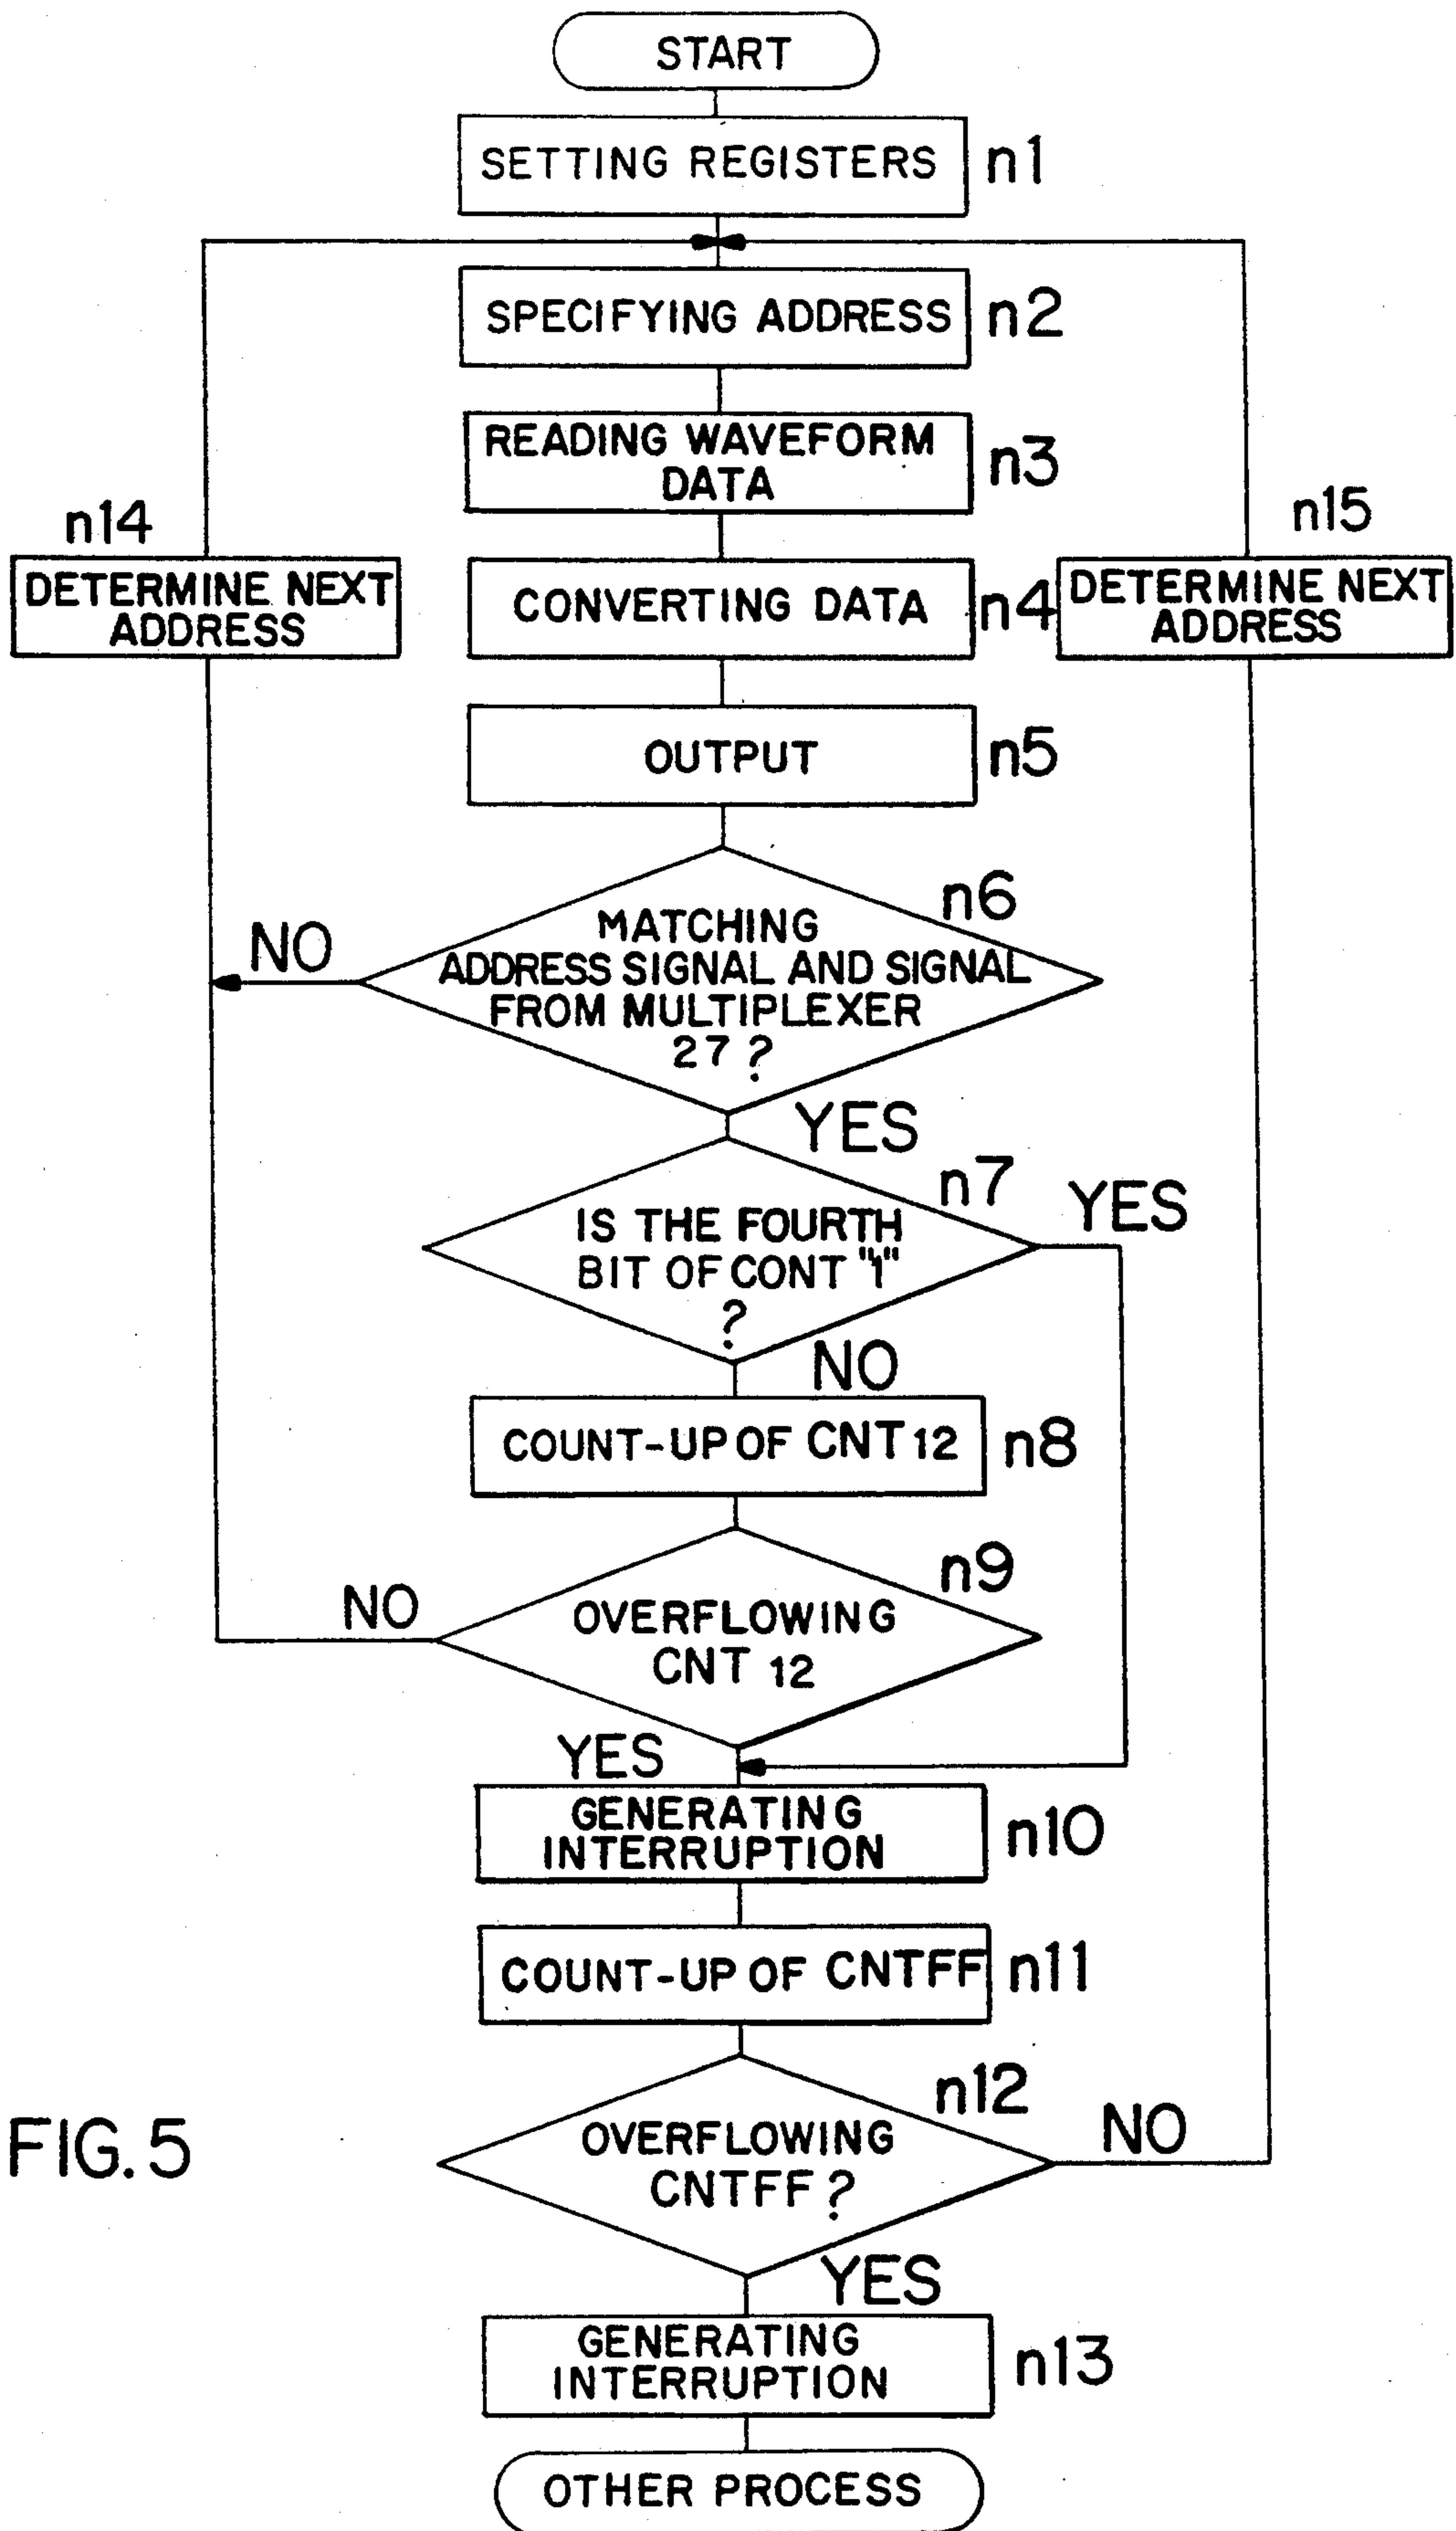 START
SETTING REGISTERS n1
SPECIFYING ADDRESS n2
READING WAVEFORM
DATA
n3
n14
DETERMINE NEXT
ADDRESS
CONVERTING DATA n4
n15
DETERMINE NEXT
ADDRESS
OUTPUT n5
n6
MATCHING
ADDRESS SIGNAL AND SIGNAL
FROM MULTIPLEXER
27 ?
NO
YES
n7
IS THE FOURTH
BIT OF CONT "1"
?
YES
NO
COUNT-UP OF CNT 12 n8
n9
OVERFLOWING
CNT 12
NO
YES
GENERATING
INTERRUPTION
n10
COUNT-UP OF CNTFF n11
n12
OVERFLOWING
CNTFF ?
NO
FIG. 5
YES
GENERATING
INTERRUPTION
n13
OTHER PROCESS